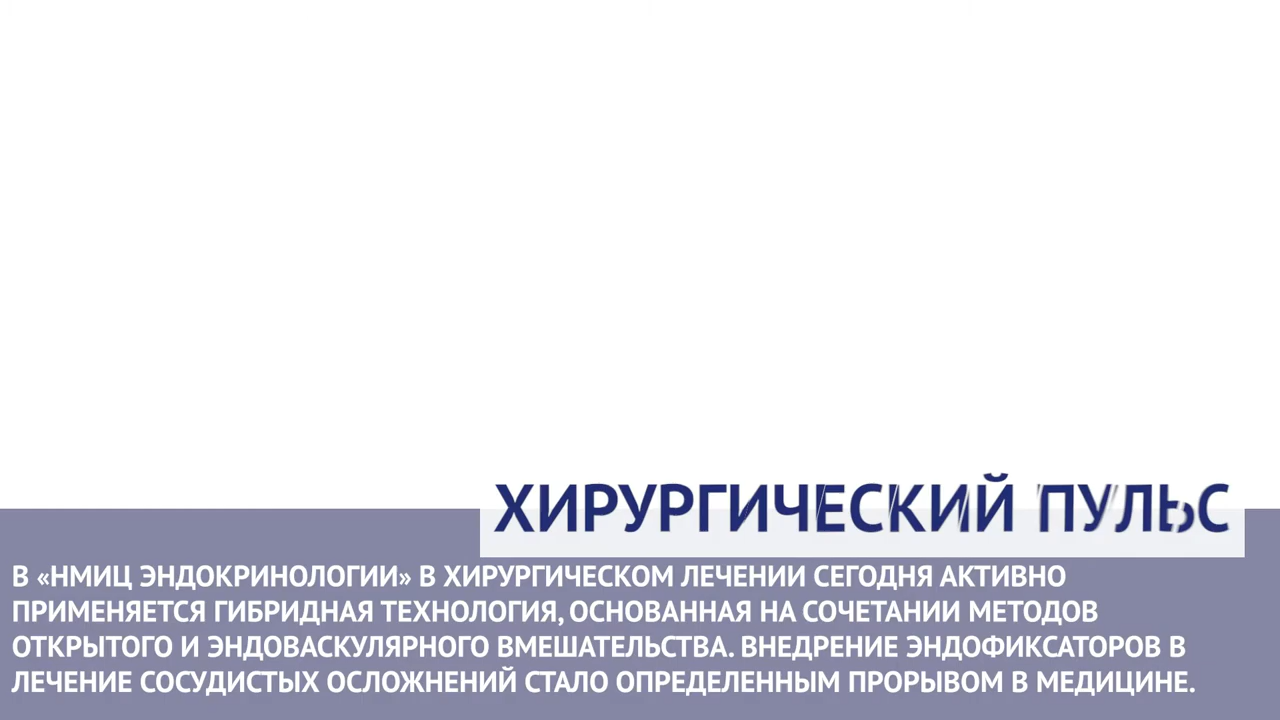 ХИРУРГИЧЕСКИЙ ПУЛЬС
В «НМИЦ ЭНДОКРИНОЛОГИИ» В ХИРУРГИЧЕСКОМ ЛЕЧЕНИИ СЕГОДНЯ АКТИВНО
ПРИМЕНЯЕТСЯ ГИБРИДНАЯ ТЕХНОЛОГИЯ, ОСНОВАННАЯ НА СОЧЕТАНИИ МЕТОДОВ
ОТКРЫТОГО И ЭНДОВАСКУЛЯРНОГО ВМЕШАТЕЛЬСТВА. ВНЕДРЕНИЕ ЭНДОФИКСАТОРОВ В
ЛЕЧЕНИЕ СОСУДИСТЫХ ОСЛОЖНЕНИЙ СТАЛО ОПРЕДЕЛЕННЫМ ПРОРЫВОМ В МЕДИЦИНЕ.